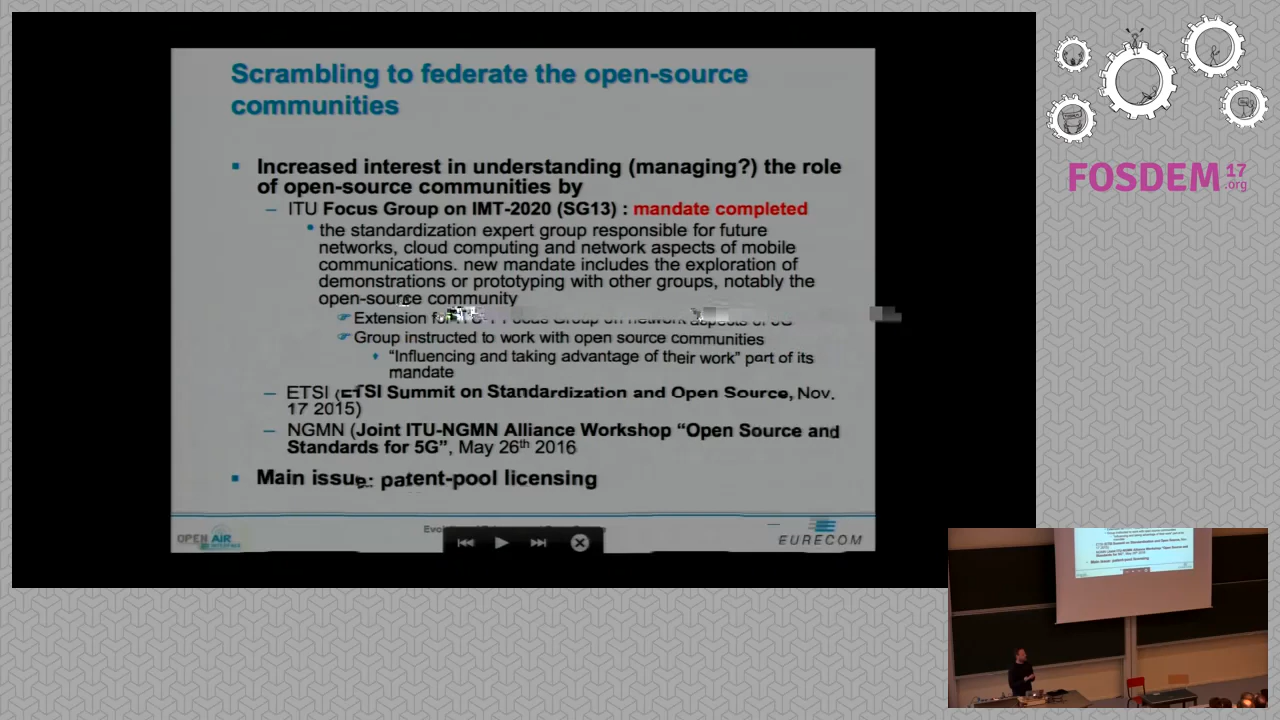 Scrambling to federate the open-source
communities
Increased interest in understanding (managing?) the role
of open-source communities by
– ITU Focus Group on IMT-2020 (SG13) : mandate completed
the standardization expert group responsible for future
networks, cloud computing and network aspects of mobile
communications. new mandate includes the exploration of
demonstrations or prototyping with other groups, notably the
open-source community
Extension
Group instructed to work with open source communities
“Influencing and taking advantage of their work” part of its
mandate
– ETSI (ETSI Summit on Standardization and Open Source, Nov.
17 2015)
– NGMN (Joint ITU-NGMN Alliance Workshop “Open Source and
Standards for 5G”, May 26th 2016
Main issue: patent-pool licensing
OPEN AIR
EURECOM
FOSDEM 17
.org